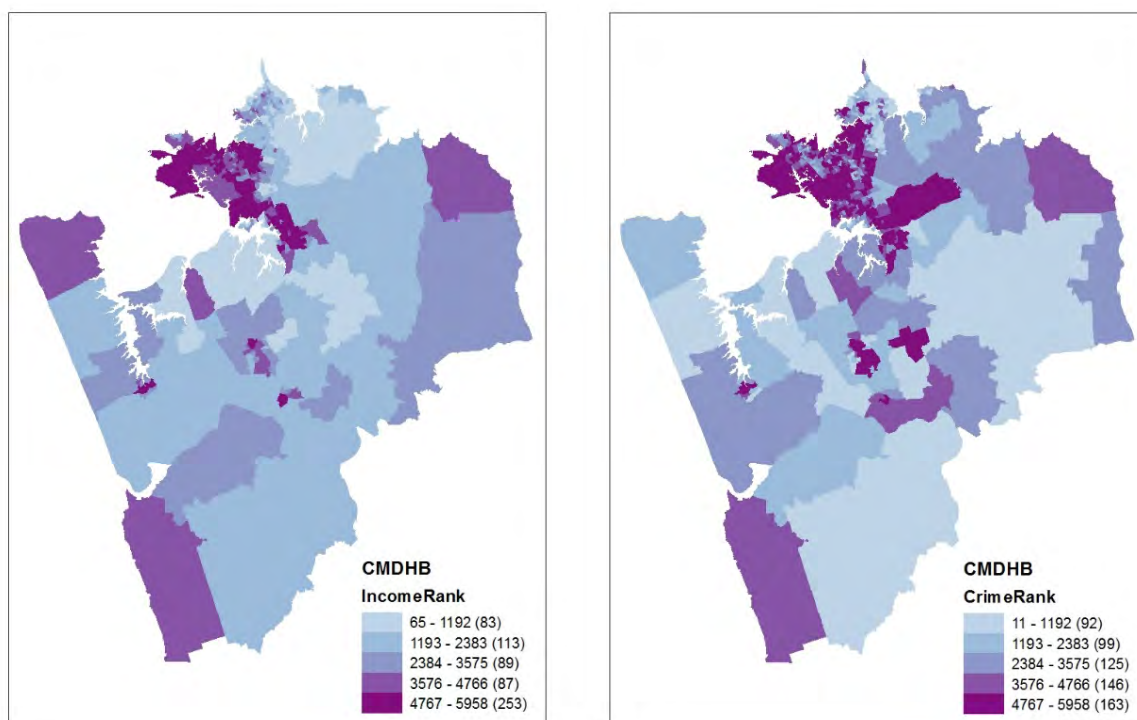 CMDHB
IncomeRank
65 - 1192 (83)
1193 - 2383 (113)
2384 - 3575 (89)
3576 - 4766 (87)
4767 - 5958 (253)
CMDHB
CrimeRank
11 - 1192 (92)
1193 - 2383 (99)
2384 - 3575 (125)
3576 - 4766 (146)
4767 - 5958 (163)